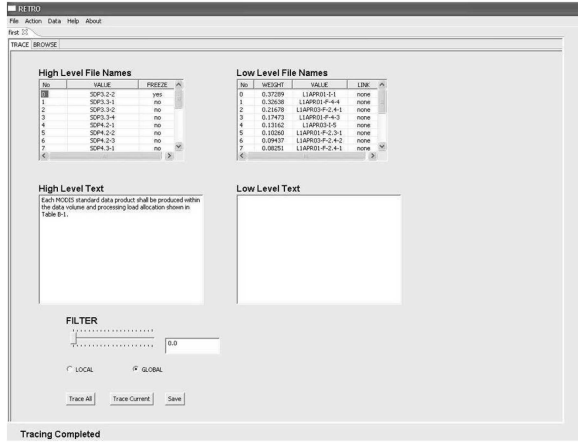 RETRO
File Action Data Help About
first
TRACE BROWSE
High Level File Names
No VALUE FREEZE
0 SDP3.2-2 yes
1 SDP3.3-1 no
2 SDP3.3-2 no
3 SDP3.3-4 no
4 SDP4.2-1 no
5 SDP4.2-2 no
6 SDP4.2-3 no
7 SDP4.3-1 no
Low Level File Names
No WEIGHT VALUE LINK
0 0.37289 L1APR01-I-1 none
1 0.32638 L1APR01-F-4-4 none
2 0.21678 L1APR03-F-2.4-1 none
3 0.17473 L1APR01-F-4-3 none
4 0.13162 L1APR03-I-5 none
5 0.10260 L1APR01-F-2.3-1 none
6 0.09437 L1APR03-F-2.4-2 none
7 0.08251 L1APR01-F-2.4-1 none
High Level Text
Each MODIS standard data product shall be produced within
the data volume and processing load allocation shown in
Table B-1.
Low Level Text
FILTER
0.0
LOCAL GLOBAL
Trace All Trace Current Save
Tracing Completed